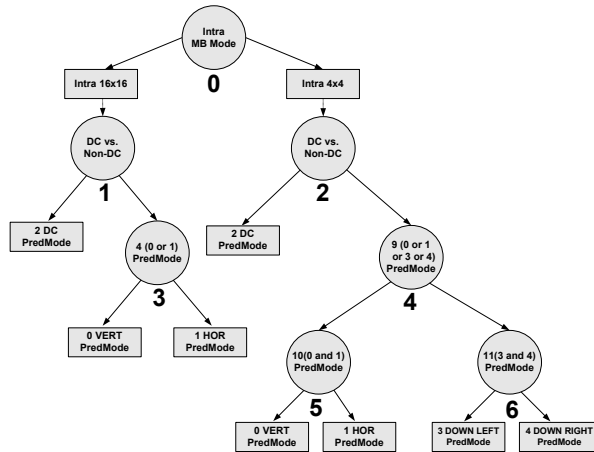 Intra
MB Mode
0
Intra 16x16
Intra 4x4
DC vs.
Non-DC
1
DC vs.
Non-DC
2
2 DC
PredMode
4 (0 or 1)
PredMode
3
2 DC
PredMode
9 (0 or 1
or 3 or 4)
PredMode
4
0 VERT
PredMode
1 HOR
PredMode
10(0 and 1)
PredMode
5
11(3 and 4)
PredMode
6
0 VERT
PredMode
1 HOR
PredMode
3 DOWN LEFT
PredMode
4 DOWN RIGHT
PredMode